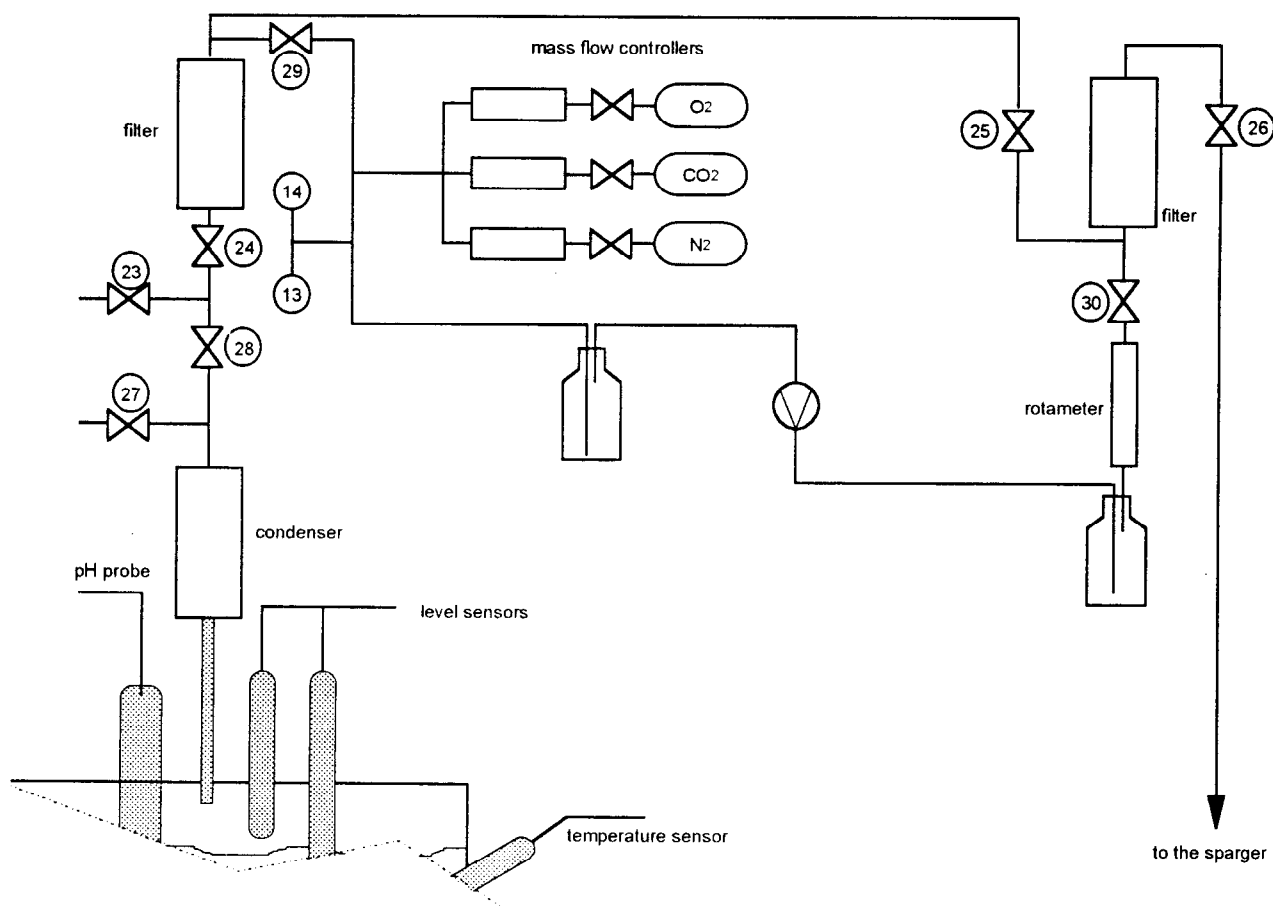 mass flow controllers
29
filter
O2
25
26
CO2
14
filter
24
N2
23
13
30
28
27
rotameter
condenser
pH probe
level sensors
temperature sensor
to the sparger